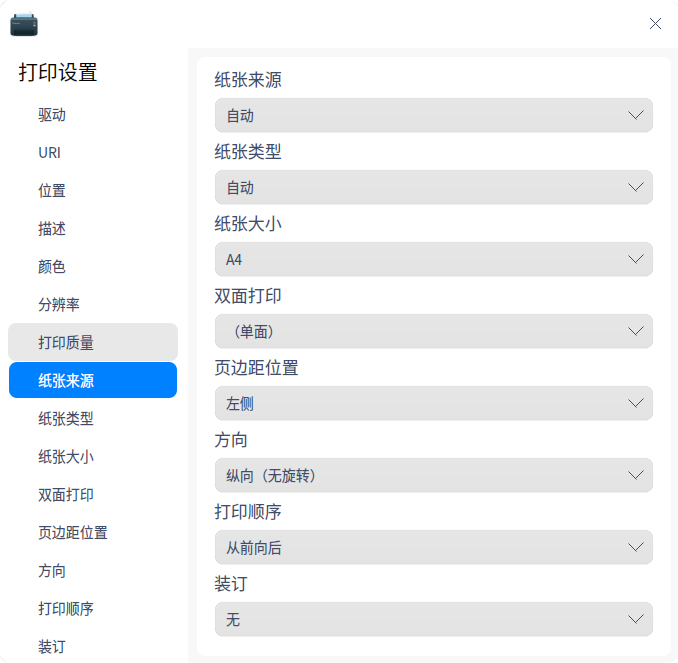 打印设置
驱动
URI
位置
描述
颜色
分辨率
打印质量
纸张来源
纸张类型
纸张大小
双面打印
页边距位置
方向
打印顺序
装订
纸张来源
自动
纸张类型
自动
纸张大小
A4
双面打印
（单面）
页边距位置
左侧
方向
纵向（无旋转）
打印顺序
从前向后
装订
无